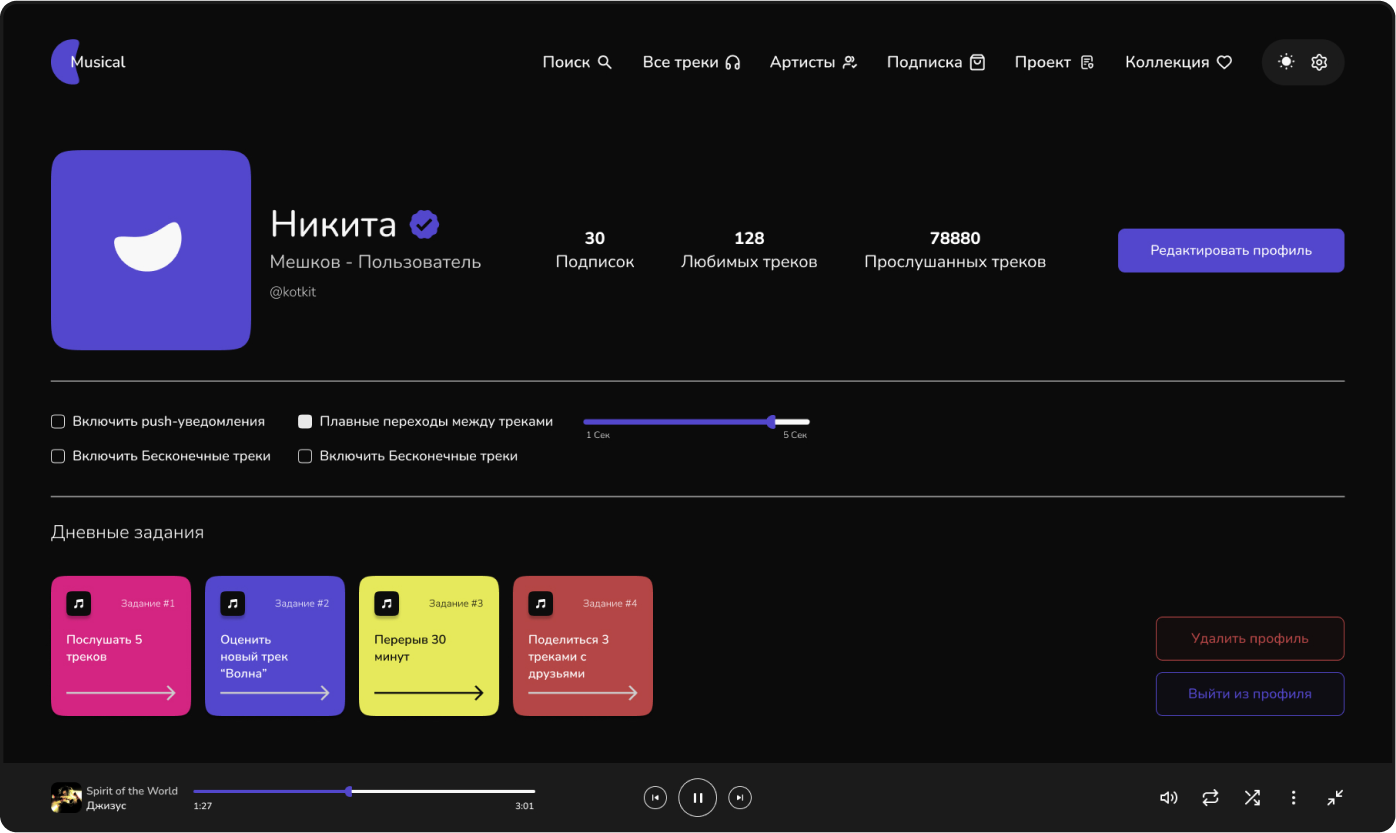 Musical
Поиск
Все треки
Артисты
Подписка
Проект
Коллекция
Никита
Мешков - Пользователь
@kotkit
30
Подписок
128
Любимых треков
78880
Прослушанных треков
Редактировать профиль
Включить push-уведомления
Плавные переходы между треками
1 Сек
5 Сек
Включить Бесконечные треки
Включить Бесконечные треки
Дневные задания
Задание #1
Послушать 5
треков
Задание #2
Оценить
новый трек
“Волна”
Задание #3
Перерыв 30
минут
Задание #4
Поделиться 3
треками с
друзьями
Удалить профиль
Выйти из профиля
Spirit of the World
Джизус
1:27
3:01